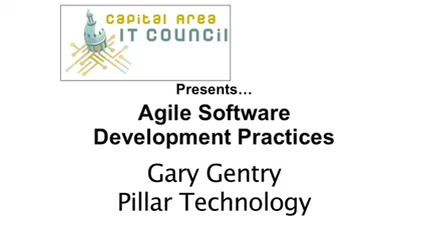 CAPITAL AREA
IT COUNCIL
Presents...
Agile Software
Development Practices
Gary Gentry
Pillar Technology